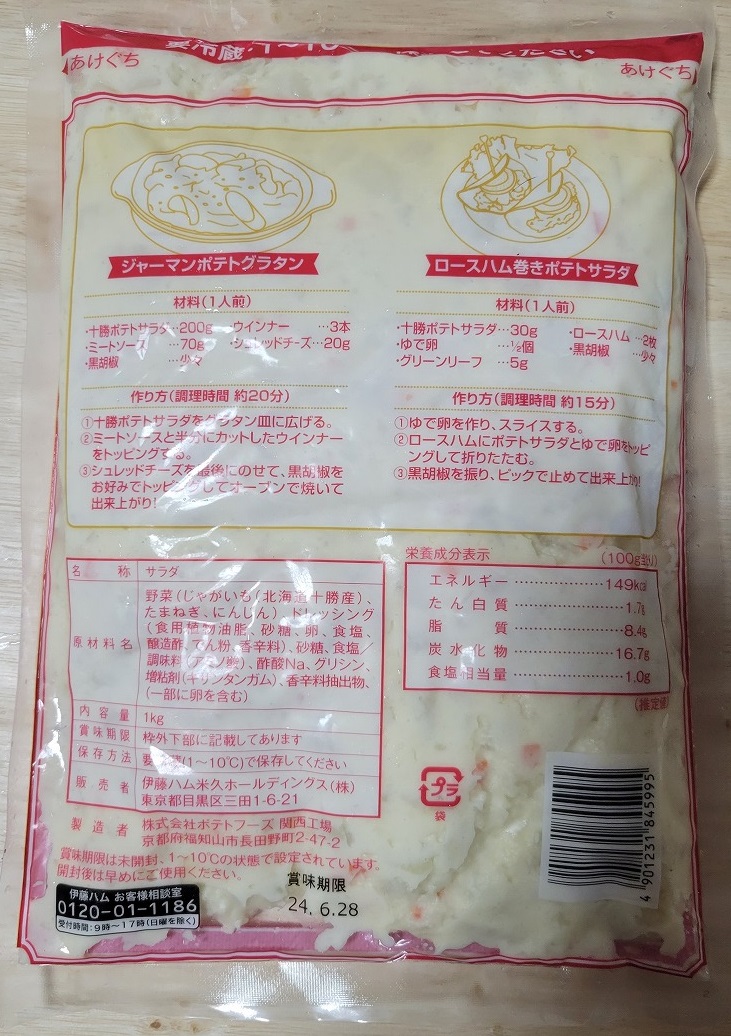 要冷蔵:1～10
ください
あけぐち
あけぐち
ジャーマンポテトグラタン
材料(1人前)
・十勝ポテトサラダ…200g ウインナー …3本
・ミートソース …70g ・シュレッドチーズ…20g
・黒胡椒 …少々
作り方(調理時間 約20分)
①十勝ポテトサラダをグラタン皿に広げる。
②ミートソースと半分にカットしたウインナー
をトッピングする。
③シュレッドチーズを最後にのせて、黒胡椒を
お好みでトッピングしてオーブンで焼いて
出来上がり!
ロースハム巻きポテトサラダ
材料(1人前)
・十勝ポテトサラダ…30g ・ロースハム …2枚
・ゆで卵 …½個 ・黒胡椒 …少々
・グリーンリーフ …5g
作り方(調理時間 約15分)
①ゆで卵を作り、スライスする。
②ロースハムにポテトサラダとゆで卵をトッピ
ングして折りたたむ。
③黒胡椒を振り、ピックで止めて出来上がり!
名称 サラダ
原材料名 野菜(じゃがいも(北海道十勝産)、
たまねぎ、にんじん)ドレッシング
(食用植物油脂、砂糖、卵、食塩、
醸造酢、でん粉、香辛料)、砂糖、食塩／
調味料(アミノ酸)、酢酸Na、グリシン、
増粘剤(キサンタンガム)、香辛料抽出物、
(一部に卵を含む)
内容量 1kg
賞味期限 枠外下部に記載してあります
保存方法 要冷蔵(1～10℃)で保存してください
販売者 伊藤ハム米久ホールディングス(株)
東京都目黒区三田1-6-21
製造者 株式会社ポテトフーズ 関西工場
京都府福知山市長田野町2-47-2
賞味期限は未開封、1～10℃の状態で設定されています。
開封後は早めにご使用ください。
伊藤ハム お客様相談室
0120-01-1186
受付時間:9時～17時(日曜を除く)
賞味期限
24.6.28
栄養成分表示 (100g当り)
エネルギー…………………149kcal
たん白質…………………1.7g
脂質…………………8.4g
炭水化物…………………16.7g
食塩相当量…………………1.0g
(推定値)
プラ
袋
4 901231 845995